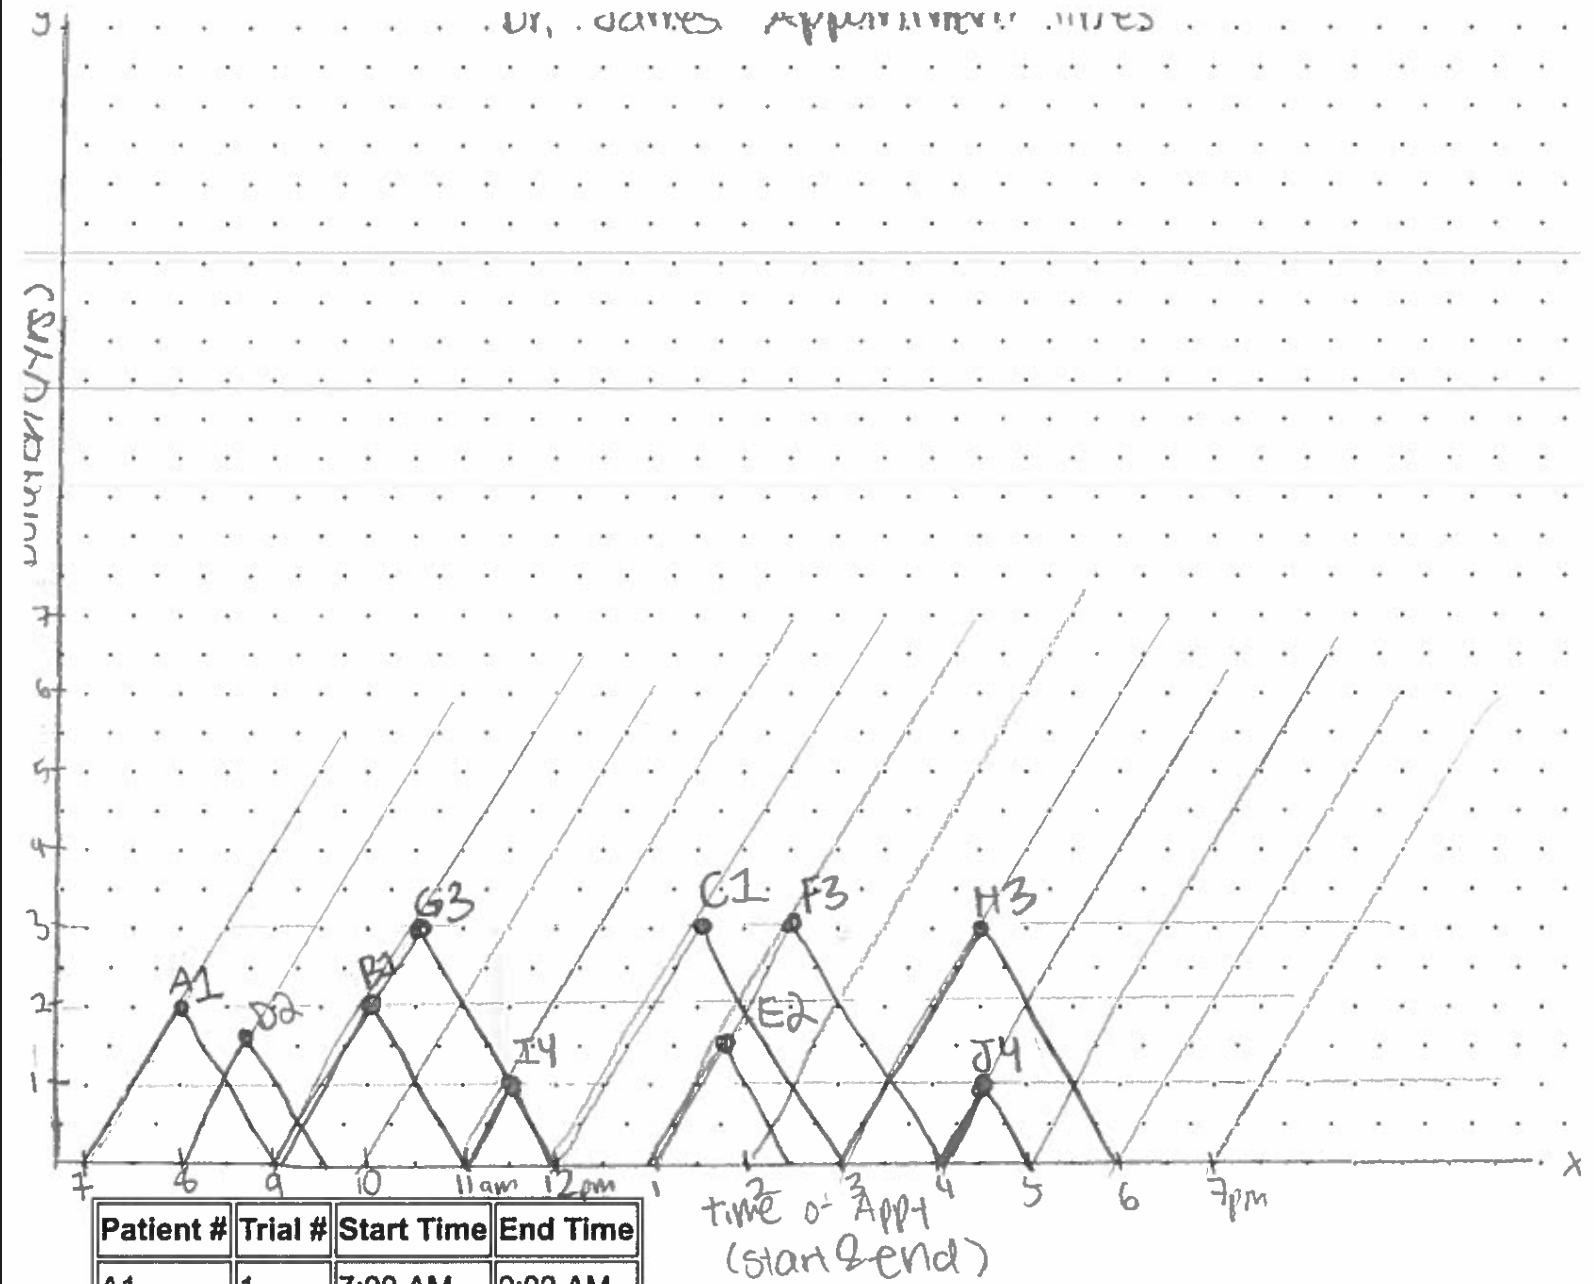 y
Dr. James Appointment Times
(HRS)
7
6
5
4
3
2
1
G3
C1
F3
H3
A1
B1
D2
E2
I4
J4
7 8 9 10 11am 12pm 1 2 3 4 5 6 7pm
x
time of Appt
(start & end)
Patient # Trial # Start Time End Time
A1 1 7:00 AM 9:00 AM